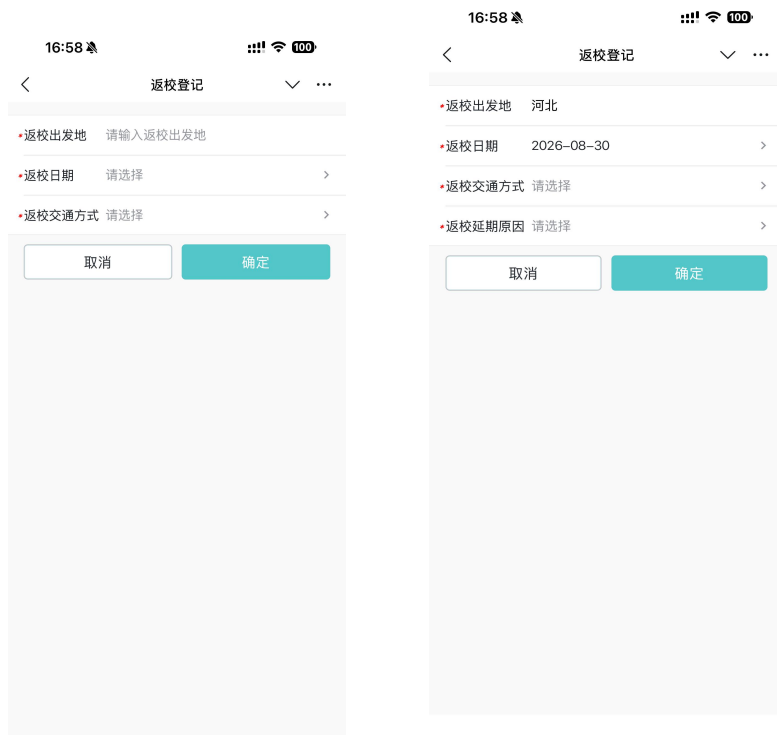 16:58
100
返校登记
*返校出发地 请输入返校出发地
*返校日期 请选择
*返校交通方式 请选择
取消 确定
16:58
100
返校登记
*返校出发地 河北
*返校日期 2026-08-30
*返校交通方式 请选择
*返校延期原因 请选择
取消 确定